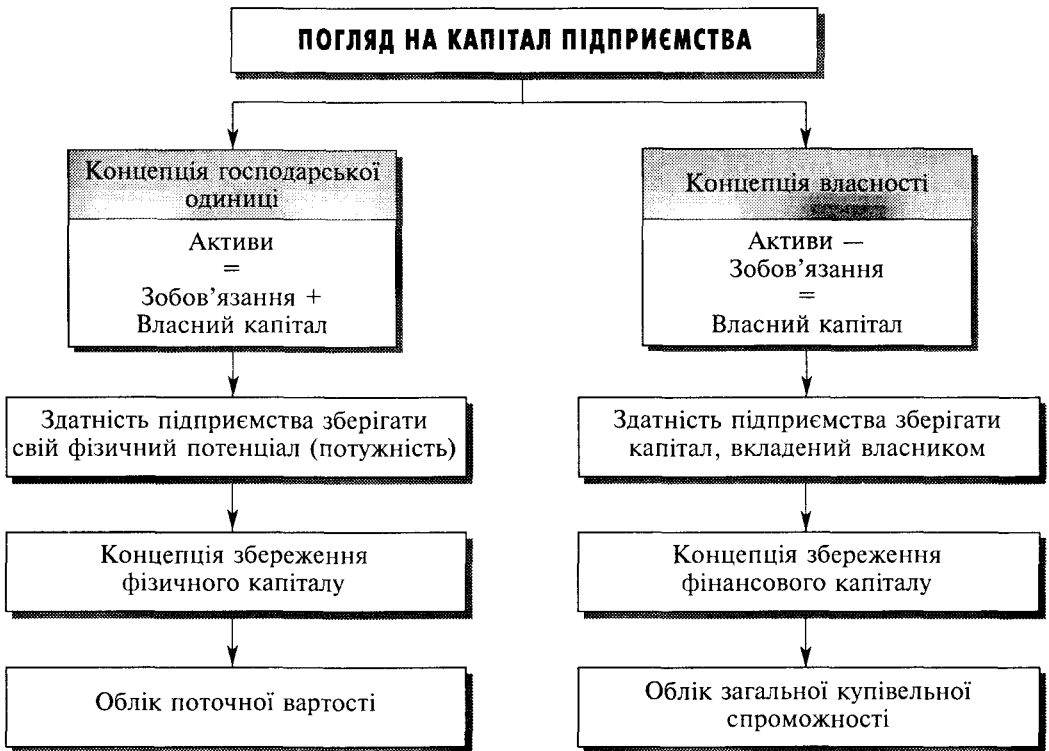 ПОГЛЯД НА КАПІТАЛ ПІДПРИЄМСТВА
Концепція господарської
одиниці
Активи
=
Зобов’язання +
Власний капітал
Здатність підприємства зберігати
свій фізичний потенціал (потужність)
Концепція збереження
фізичного капіталу
Облік поточної вартості
Концепція власності
Активи —
Зобов’язання
=
Власний капітал
Здатність підприємства зберігати
капітал, вкладений власником
Концепція збереження
фінансового капіталу
Облік загальної купівельної
спроможності